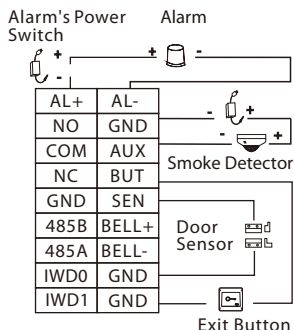 Alarm's Power
Switch
Alarm
+
-
+ -
AL+ AL-
NO GND
COM AUX
NC BUT
GND SEN
485B BELL+
485A BELL-
IWD0 GND
IWD1 GND
- +
- +
Smoke Detector
Door
Sensor
Exit Button